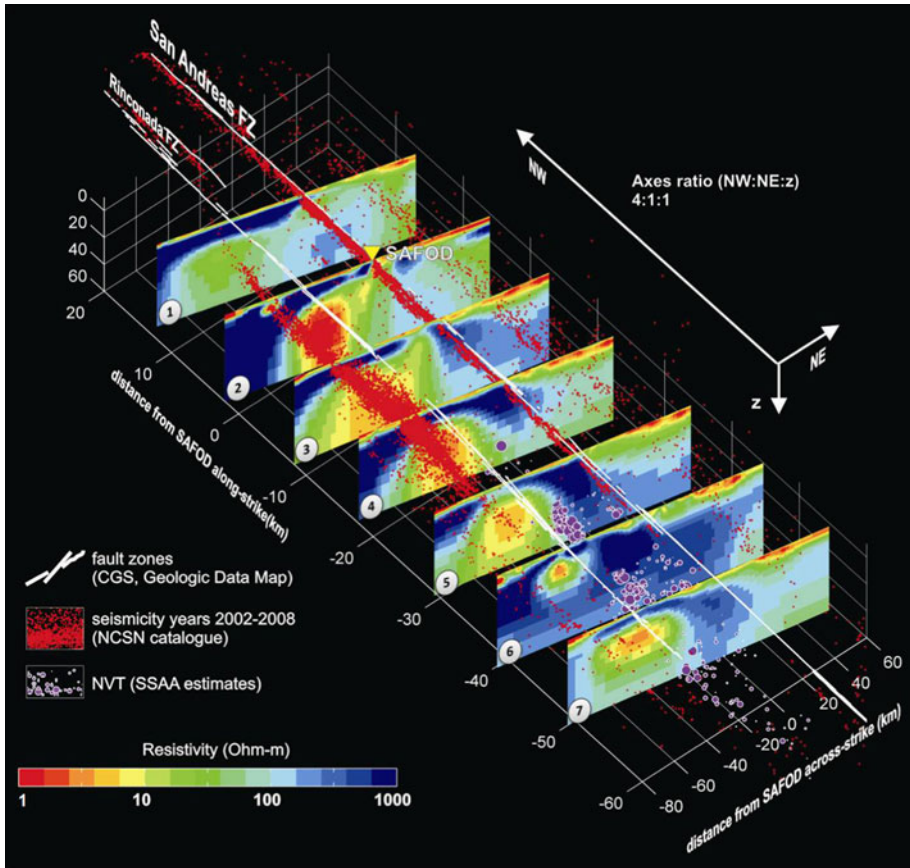 San Andreas FZ
Rinconada FZ
NW
Axes ratio (NW:NE:z)
4:1:1
NE
z
SAFOD
0
20
40
60
20
10
0
-10
-20
-30
-40
-50
distance from SAFOD along-strike(km)
1
2
3
4
5
6
7
60
40
20
0
-20
-40
-60
-80
distance from SAFOD across-strike (km)
fault zones
(CGS, Geologic Data Map)
seismicity years 2002-2008
(NCSN catalogue)
NVT (SSAA estimates)
Resistivity (Ohm-m)
1 10 100 1000